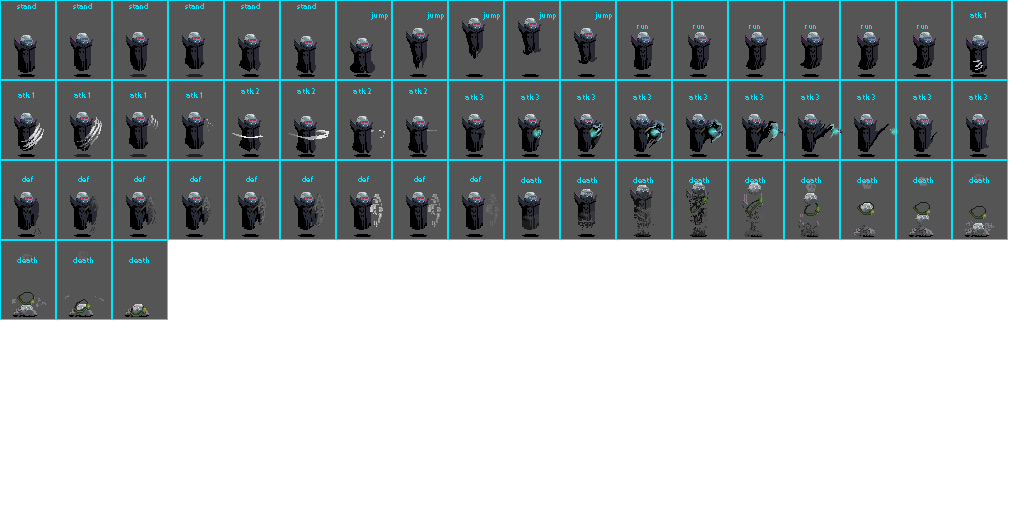 stand stand stand stand stand stand jump jump jump jump jump run run run run run run atk 1
atk 1 atk 1 atk 1 atk 1 atk 2 atk 2 atk 2 atk 2 atk 3 atk 3 atk 3 atk 3 atk 3 atk 3 atk 3 atk 3 atk 3 atk 3
def def def def def def def def def death death death death death death death death death
death death death